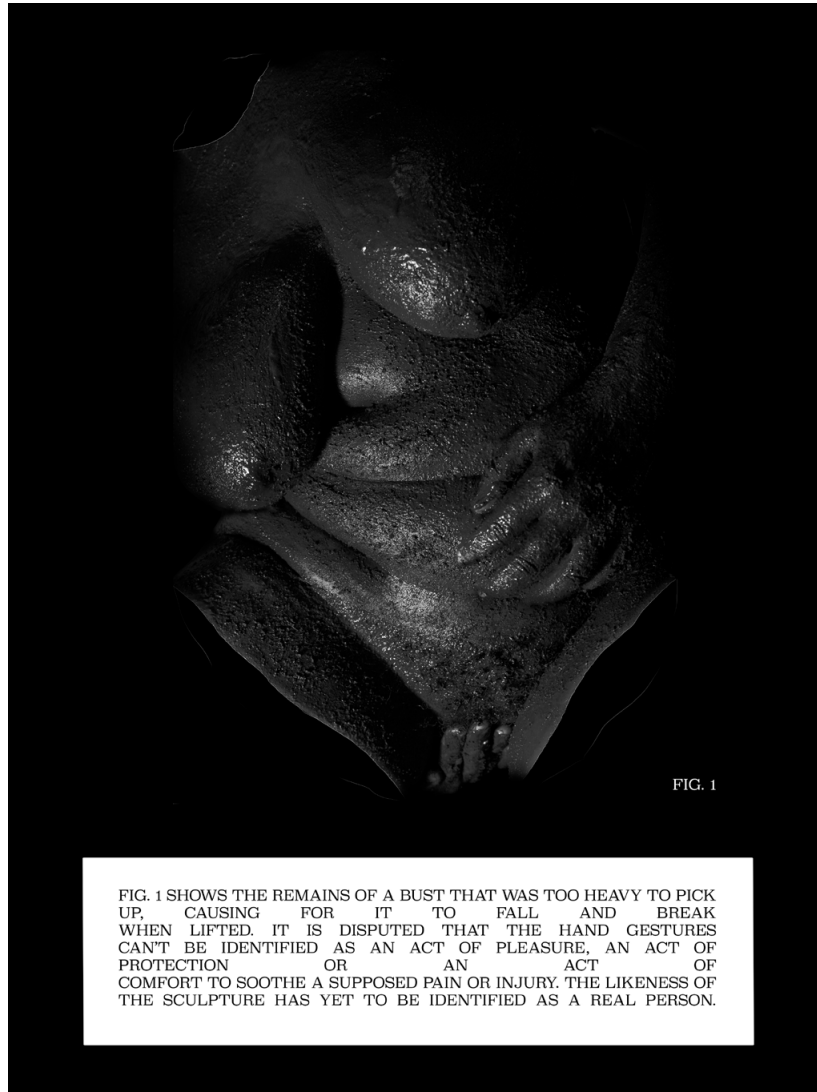 FIG. 1
FIG. 1 SHOWS THE REMAINS OF A BUST THAT WAS TOO HEAVY TO PICK
UP, CAUSING FOR IT TO FALL AND BREAK
WHEN LIFTED. IT IS DISPUTED THAT THE HAND GESTURES
CAN'T BE IDENTIFIED AS AN ACT OF PLEASURE, AN ACT OF
PROTECTION OR AN ACT OF
COMFORT TO SOOTHE A SUPPOSED PAIN OR INJURY. THE LIKENESS OF
THE SCULPTURE HAS YET TO BE IDENTIFIED AS A REAL PERSON.